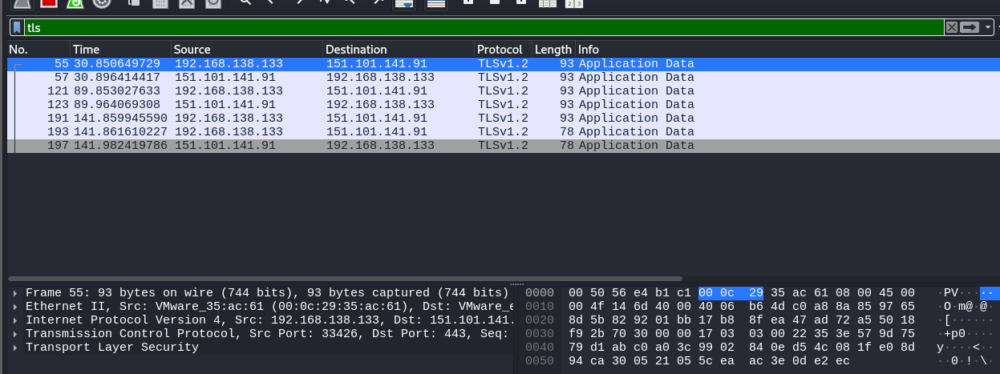 tls
No. Time Source Destination Protocol Length Info
55 30.850649729 192.168.138.133 151.101.141.91 TLSv1.2 93 Application Data
57 30.896414417 151.101.141.91 192.168.138.133 TLSv1.2 93 Application Data
121 89.853027633 192.168.138.133 151.101.141.91 TLSv1.2 93 Application Data
123 89.964069308 151.101.141.91 192.168.138.133 TLSv1.2 93 Application Data
191 141.859945590 192.168.138.133 151.101.141.91 TLSv1.2 93 Application Data
193 141.861610227 192.168.138.133 151.101.141.91 TLSv1.2 78 Application Data
197 141.982419786 151.101.141.91 192.168.138.133 TLSv1.2 78 Application Data
Frame 55: 93 bytes on wire (744 bits), 93 bytes captured (744 bits)
Ethernet II, Src: VMware_35:ac:61 (00:0c:29:35:ac:61), Dst: VMware_e
Internet Protocol Version 4, Src: 192.168.138.133, Dst: 151.101.141.
Transmission Control Protocol, Src Port: 33426, Dst Port: 443, Seq:
Transport Layer Security
0000 00 50 56 e4 b1 c1 00 0c 29 35 ac 61 08 00 45 00 ·PV·····
0010 00 4f 14 6d 40 00 40 06 b6 4d c0 a8 8a 85 97 65 ·O·m@·@·
0020 8d 5b 82 92 01 bb 17 b8 8f ea 47 ad 72 a5 50 18 ·[······
0030 f9 2b 70 30 00 00 17 03 03 00 22 35 3e 57 9d 75 ·+p0····
0040 79 d1 ab c0 a0 3c 99 02 84 0e d5 4c 08 1f e0 8d y····<··
0050 94 ca 30 05 21 05 5c ea ac 3e 0d e2 ec ··0·!·\·